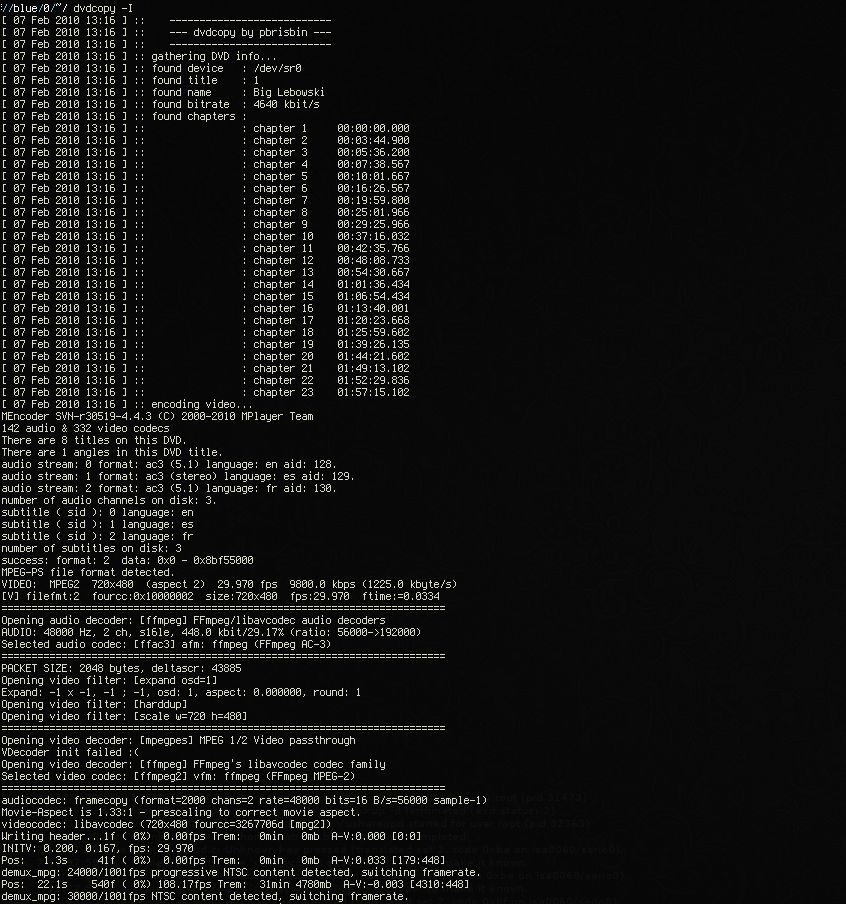 ://blue/0/~/ dvdcopy -I
[ 07 Feb 2010 13:16 ] ::    ---------------------------
[ 07 Feb 2010 13:16 ] ::    --- dvdcopy by pbrisbin ---
[ 07 Feb 2010 13:16 ] ::    ---------------------------
[ 07 Feb 2010 13:16 ] :: gathering DVD info...
[ 07 Feb 2010 13:16 ] :: found device   : /dev/sr0
[ 07 Feb 2010 13:16 ] :: found title    : 1
[ 07 Feb 2010 13:16 ] :: found name     : Big Lebowski
[ 07 Feb 2010 13:16 ] :: found bitrate  : 4640 kbit/s
[ 07 Feb 2010 13:16 ] :: found chapters :
[ 07 Feb 2010 13:16 ] ::                : chapter 1     00:00:00.000
[ 07 Feb 2010 13:16 ] ::                : chapter 2     00:03:44.900
[ 07 Feb 2010 13:16 ] ::                : chapter 3     00:05:36.200
[ 07 Feb 2010 13:16 ] ::                : chapter 4     00:07:38.567
[ 07 Feb 2010 13:16 ] ::                : chapter 5     00:10:01.667
[ 07 Feb 2010 13:16 ] ::                : chapter 6     00:16:26.567
[ 07 Feb 2010 13:16 ] ::                : chapter 7     00:19:59.800
[ 07 Feb 2010 13:16 ] ::                : chapter 8     00:25:01.966
[ 07 Feb 2010 13:16 ] ::                : chapter 9     00:29:25.966
[ 07 Feb 2010 13:16 ] ::                : chapter 10    00:37:16.032
[ 07 Feb 2010 13:16 ] ::                : chapter 11    00:42:35.766
[ 07 Feb 2010 13:16 ] ::                : chapter 12    00:48:08.733
[ 07 Feb 2010 13:16 ] ::                : chapter 13    00:54:30.667
[ 07 Feb 2010 13:16 ] ::                : chapter 14    01:01:36.434
[ 07 Feb 2010 13:16 ] ::                : chapter 15    01:06:54.434
[ 07 Feb 2010 13:16 ] ::                : chapter 16    01:13:40.001
[ 07 Feb 2010 13:16 ] ::                : chapter 17    01:20:23.668
[ 07 Feb 2010 13:16 ] ::                : chapter 18    01:25:59.602
[ 07 Feb 2010 13:16 ] ::                : chapter 19    01:39:26.135
[ 07 Feb 2010 13:16 ] ::                : chapter 20    01:44:21.602
[ 07 Feb 2010 13:16 ] ::                : chapter 21    01:49:13.102
[ 07 Feb 2010 13:16 ] ::                : chapter 22    01:52:29.836
[ 07 Feb 2010 13:16 ] ::                : chapter 23    01:57:15.102
[ 07 Feb 2010 13:16 ] :: encoding video...
MEncoder SVN-r30519-4.4.3 (C) 2000-2010 MPlayer Team
142 audio & 332 video codecs
There are 8 titles on this DVD.
There are 1 angles in this DVD title.
audio stream: 0 format: ac3 (5.1) language: en aid: 128.
audio stream: 1 format: ac3 (stereo) language: es aid: 129.
audio stream: 2 format: ac3 (5.1) language: fr aid: 130.
number of audio channels on disk: 3.
subtitle ( sid ): 0 language: en
subtitle ( sid ): 1 language: es
subtitle ( sid ): 2 language: fr
number of subtitles on disk: 3
success: format: 2  data: 0x0 - 0x8bf55000
MPEG-PS file format detected.
VIDEO:  MPEG2  720x480  (aspect 2)  29.970 fps  9800.0 kbps (1225.0 kbyte/s)
[V] filefmt:2  fourcc:0x10000002  size:720x480  fps:29.970  ftime:=0.0334
==========================================================================
Opening audio decoder: [ffmpeg] FFmpeg/libavcodec audio decoders
AUDIO: 48000 Hz, 2 ch, s16le, 448.0 kbit/29.17% (ratio: 56000->192000)
Selected audio codec: [ffac3] afm: ffmpeg (FFmpeg AC-3)
==========================================================================
PACKET SIZE: 2048 bytes, deltascr: 43885
Opening video filter: [expand osd=1]
Expand: -1 x -1, -1 ; -1, osd: 1, aspect: 0.000000, round: 1
Opening video filter: [harddup]
Opening video filter: [scale w=720 h=480]
==========================================================================
Opening video decoder: [mpegpes] MPEG 1/2 Video passthrough
VDecoder init failed :(
Opening video decoder: [ffmpeg] FFmpeg's libavcodec codec family
Selected video codec: [ffmpeg2] vfm: ffmpeg (FFmpeg MPEG-2)
==========================================================================
audiocodec: framecopy (format=2000 chans=2 rate=48000 bits=16 B/s=56000 sample-1)
Movie-Aspect is 1.33:1 - prescaling to correct movie aspect.
videocodec: libavcodec (720x480 fourcc=3267706d [mpg2])
Writing header...1f ( 0%)  0.00fps Trem:   0min   0mb  A-V:0.000 [0:0]
INITV: 0.200, 0.167, fps: 29.970
Pos:   1.3s     41f ( 0%)  0.00fps Trem:   0min   0mb  A-V:0.033 [179:448]
demux_mpg: 24000/1001fps progressive NTSC content detected, switching framerate.
Pos:  22.1s    540f ( 0%) 108.17fps Trem:  31min 4780mb  A-V:-0.003 [4310:448]
demux_mpg: 30000/1001fps NTSC content detected, switching framerate.